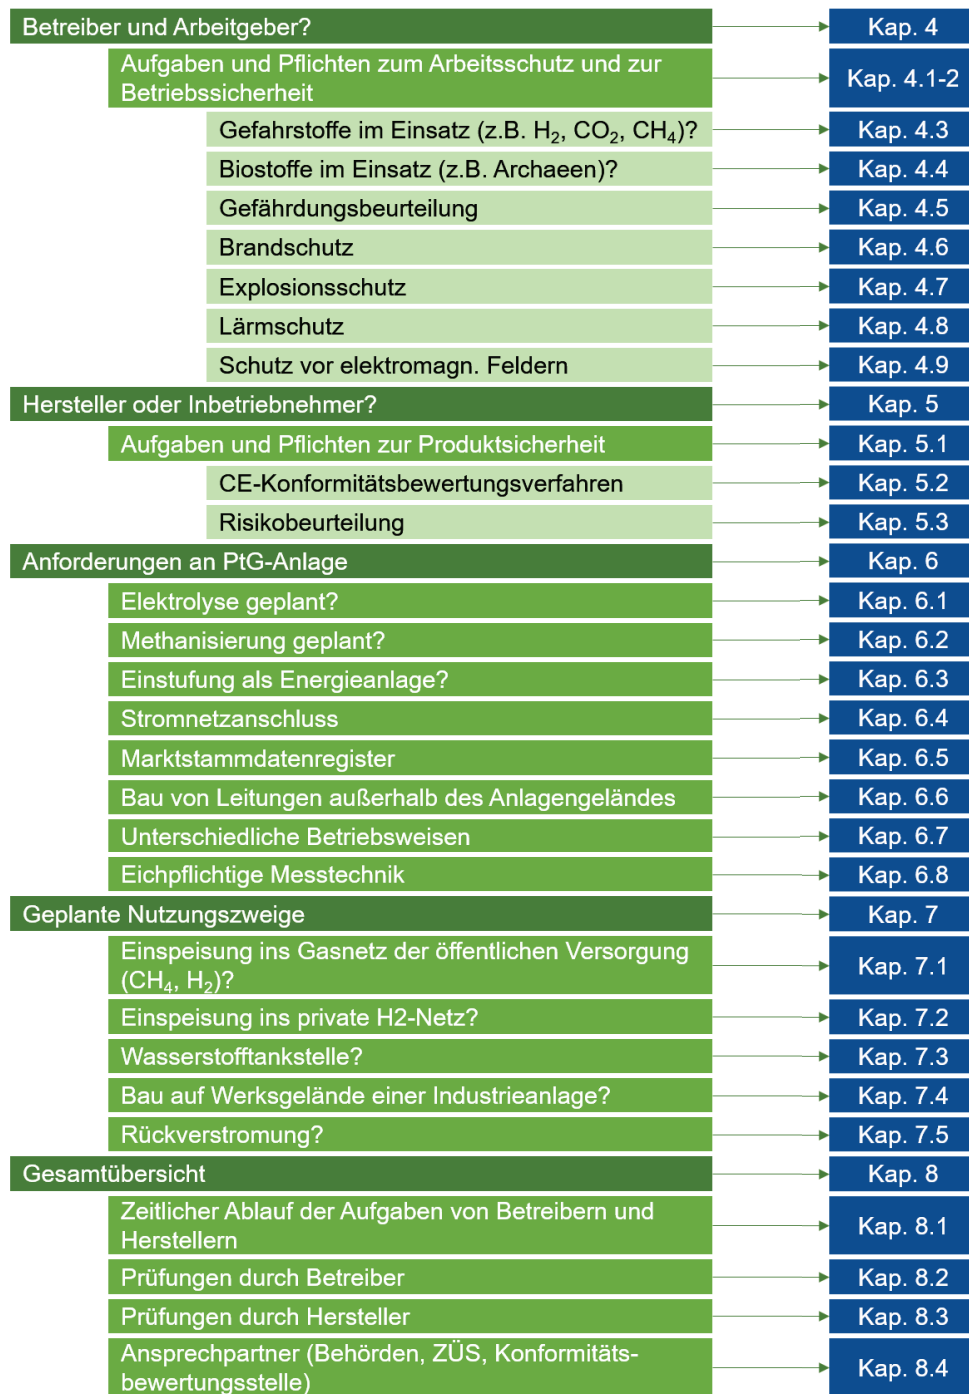 Betreiber und Arbeitgeber? Kap. 4
Aufgaben und Pflichten zum Arbeitsschutz und zur
Betriebssicherheit Kap. 4.1-2
Gefahrstoffe im Einsatz (z.B. H₂, CO₂, CH₄)? Kap. 4.3
Biostoffe im Einsatz (z.B. Archaeen)? Kap. 4.4
Gefährdungsbeurteilung Kap. 4.5
Brandschutz Kap. 4.6
Explosionsschutz Kap. 4.7
Lärmschutz Kap. 4.8
Schutz vor elektromagn. Feldern Kap. 4.9
Hersteller oder Inbetriebnehmer? Kap. 5
Aufgaben und Pflichten zur Produktsicherheit Kap. 5.1
CE-Konformitätsbewertungsverfahren Kap. 5.2
Risikobeurteilung Kap. 5.3
Anforderungen an PtG-Anlage Kap. 6
Elektrolyse geplant? Kap. 6.1
Methanisierung geplant? Kap. 6.2
Einstufung als Energieanlage? Kap. 6.3
Stromnetzanschluss Kap. 6.4
Marktstammdatenregister Kap. 6.5
Bau von Leitungen außerhalb des Anlagengeländes Kap. 6.6
Unterschiedliche Betriebsweisen Kap. 6.7
Eichpflichtige Messtechnik Kap. 6.8
Geplante Nutzungszweige Kap. 7
Einspeisung ins Gasnetz der öffentlichen Versorgung
(CH₄, H₂)? Kap. 7.1
Einspeisung ins private H2-Netz? Kap. 7.2
Wasserstofftankstelle? Kap. 7.3
Bau auf Werksgelände einer Industrieanlage? Kap. 7.4
Rückverstromung? Kap. 7.5
Gesamtübersicht Kap. 8
Zeitlicher Ablauf der Aufgaben von Betreibern und
Herstellern Kap. 8.1
Prüfungen durch Betreiber Kap. 8.2
Prüfungen durch Hersteller Kap. 8.3
Ansprechpartner (Behörden, ZÜS, Konformitäts-
bewertungsstelle) Kap. 8.4